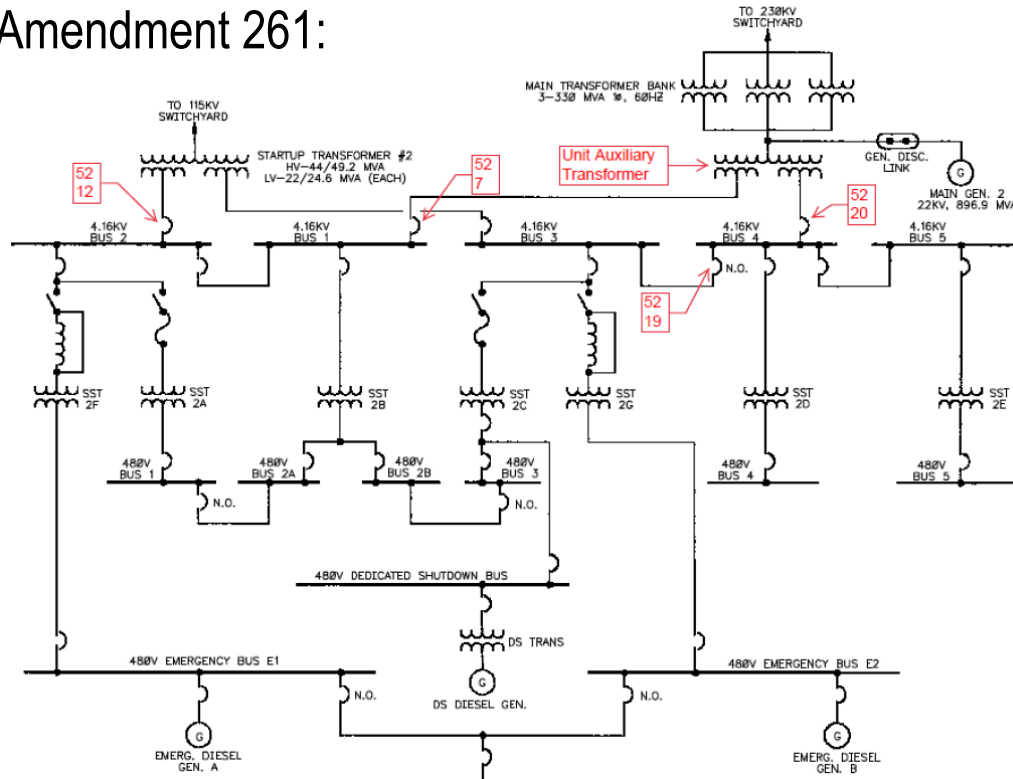 Amendment 261:
TO 230KV
SWITCHYARD
MAIN TRANSFORMER BANK
3-330 MVA 1Ø, 60HZ
TO 115KV
SWITCHYARD
STARTUP TRANSFORMER #2
HV-44/49.2 MVA
LV-22/24.6 MVA (EACH)
52
12
52
7
Unit Auxiliary
Transformer
GEN. DISC.
LINK
G
MAIN GEN. 2
22KV, 896.9 MVA
52
20
4.16KV
BUS 2
4.16KV
BUS 1
4.16KV
BUS 3
4.16KV
BUS 4
4.16KV
BUS 5
N.O.
52
19
SST
2F
SST
2A
SST
2B
SST
2C
SST
2G
SST
2D
SST
2E
480V
BUS 1
480V
BUS 2A
480V
BUS 2B
480V
BUS 3
480V
BUS 4
480V
BUS 5
N.O.
N.O.
480V DEDICATED SHUTDOWN BUS
DS TRANS
G
DS DIESEL GEN.
480V EMERGENCY BUS E1
480V EMERGENCY BUS E2
N.O.
N.O.
G
EMERG. DIESEL
GEN. A
G
EMERG. DIESEL
GEN. B